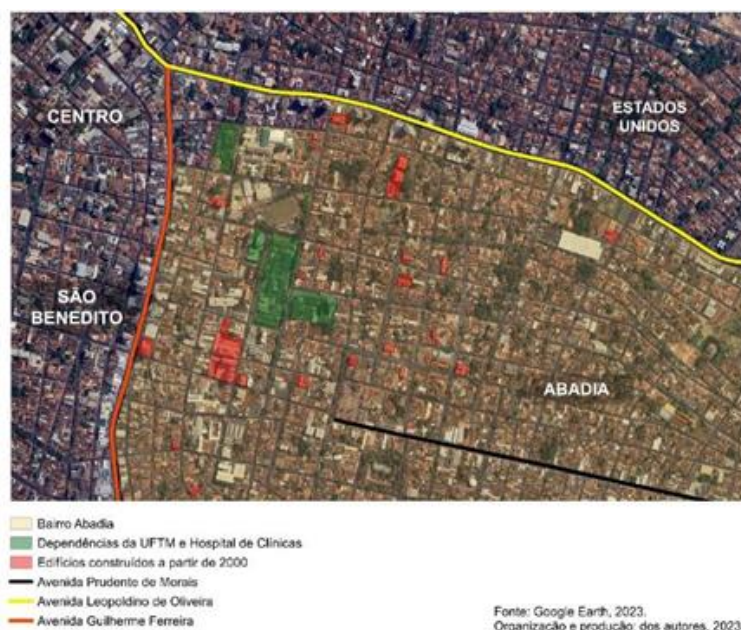 CENTRO
ESTADOS
UNIDOS
SÃO
BENEDITO
ABADIA
Bairro Abadia
Dependências da UFTM e Hospital de Clínicas
Edifícios construídos a partir de 2000
Avenida Prudente de Morais
Avenida Leopoldino de Oliveira
Avenida Guilherme Ferreira
Fonte: Google Earth, 2023.
Organização e produção: dos autores, 2023